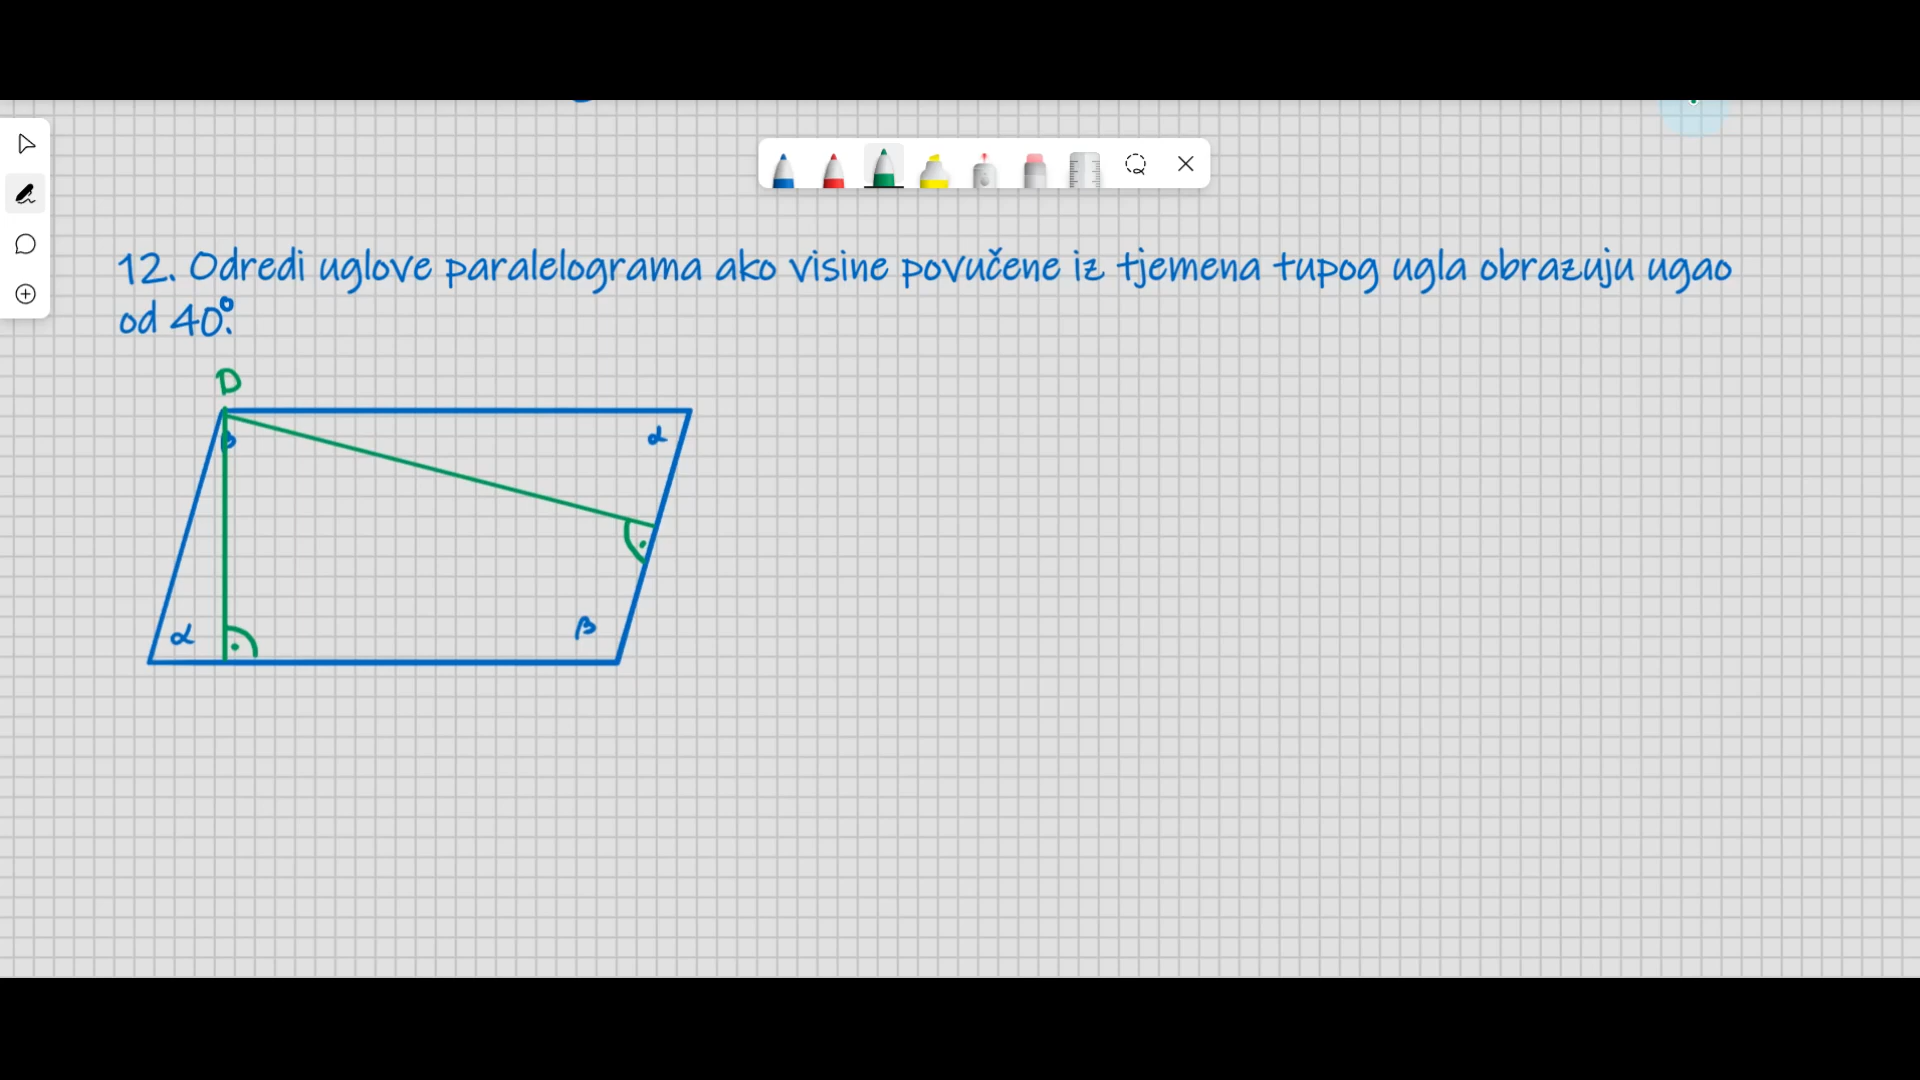 12. Odredi uglove paralelograma ako visine povučene iz tjemena tupog ugla obrazuju ugao
od 40°.
D
β α
α β